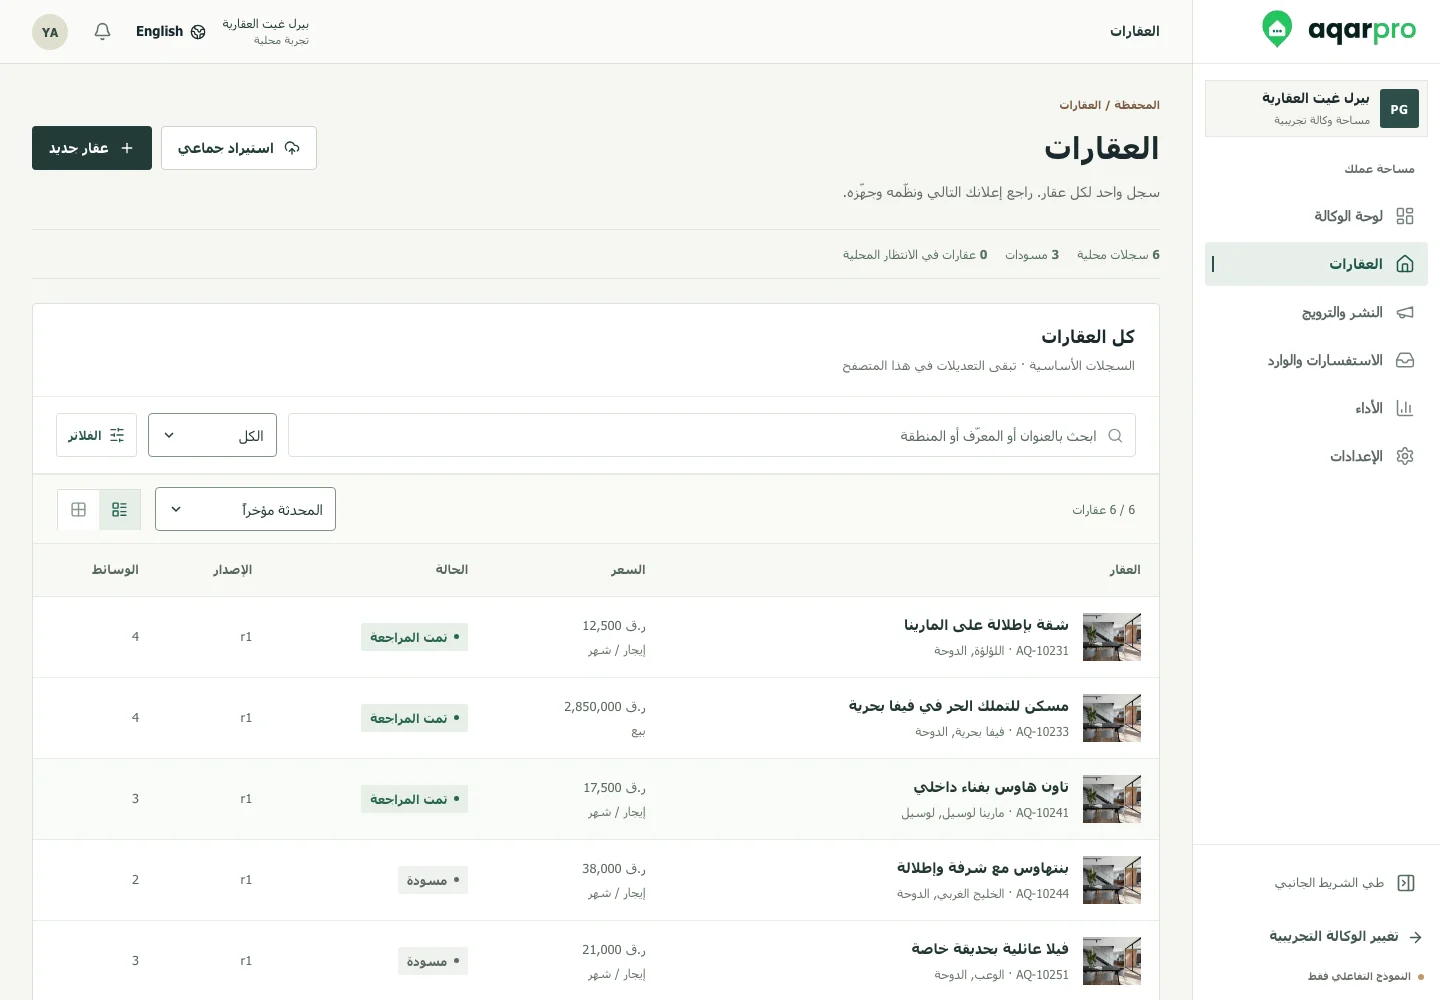 aqarpro
PG
بيرل غيت العقارية
مساحة وكالة تجريبية
مساحة عملك
لوحة الوكالة
العقارات
النشر والترويج
الاستفسارات والوارد
الأداء
الإعدادات
طي الشريط الجانبي
تغيير الوكالة التجريبية
النموذج التفاعلي فقط
العقارات
بيرل غيت العقارية
تجربة محلية
English
YA
المحفظة / العقارات
العقارات
سجل واحد لكل عقار. راجع إعلانك التالي ونظّمه وجهّزه.
استيراد جماعي
عقار جديد
6 سجلات محلية 3 مسودات 0 عقارات في الانتظار المحلية
كل العقارات
السجلات الأساسية · تبقى التعديلات في هذا المتصفح
ابحث بالعنوان أو المعرّف أو المنطقة
الكل
الفلاتر
6 / 6 عقارات
المحدثة مؤخراً
العقار السعر الحالة الإصدار الوسائط
شقة بإطلالة على المارينا
AQ-10231 · اللؤلؤة, الدوحة
ر.ق 12,500
إيجار / شهر
تمت المراجعة
r1
4
مسكن للتملك الحر في فيفا بحرية
AQ-10233 · فيفا بحرية, الدوحة
ر.ق 2,850,000
بيع
تمت المراجعة
r1
4
تاون هاوس بفناء داخلي
AQ-10241 · مارينا لوسيل, لوسيل
ر.ق 17,500
إيجار / شهر
تمت المراجعة
r1
3
بنتهاوس مع شرفة وإطلالة
AQ-10244 · الخليج الغربي, الدوحة
ر.ق 38,000
إيجار / شهر
مسودة
r1
2
فيلا عائلية بحديقة خاصة
AQ-10251 · الوعب, الدوحة
ر.ق 21,000
إيجار / شهر
مسودة
r1
3